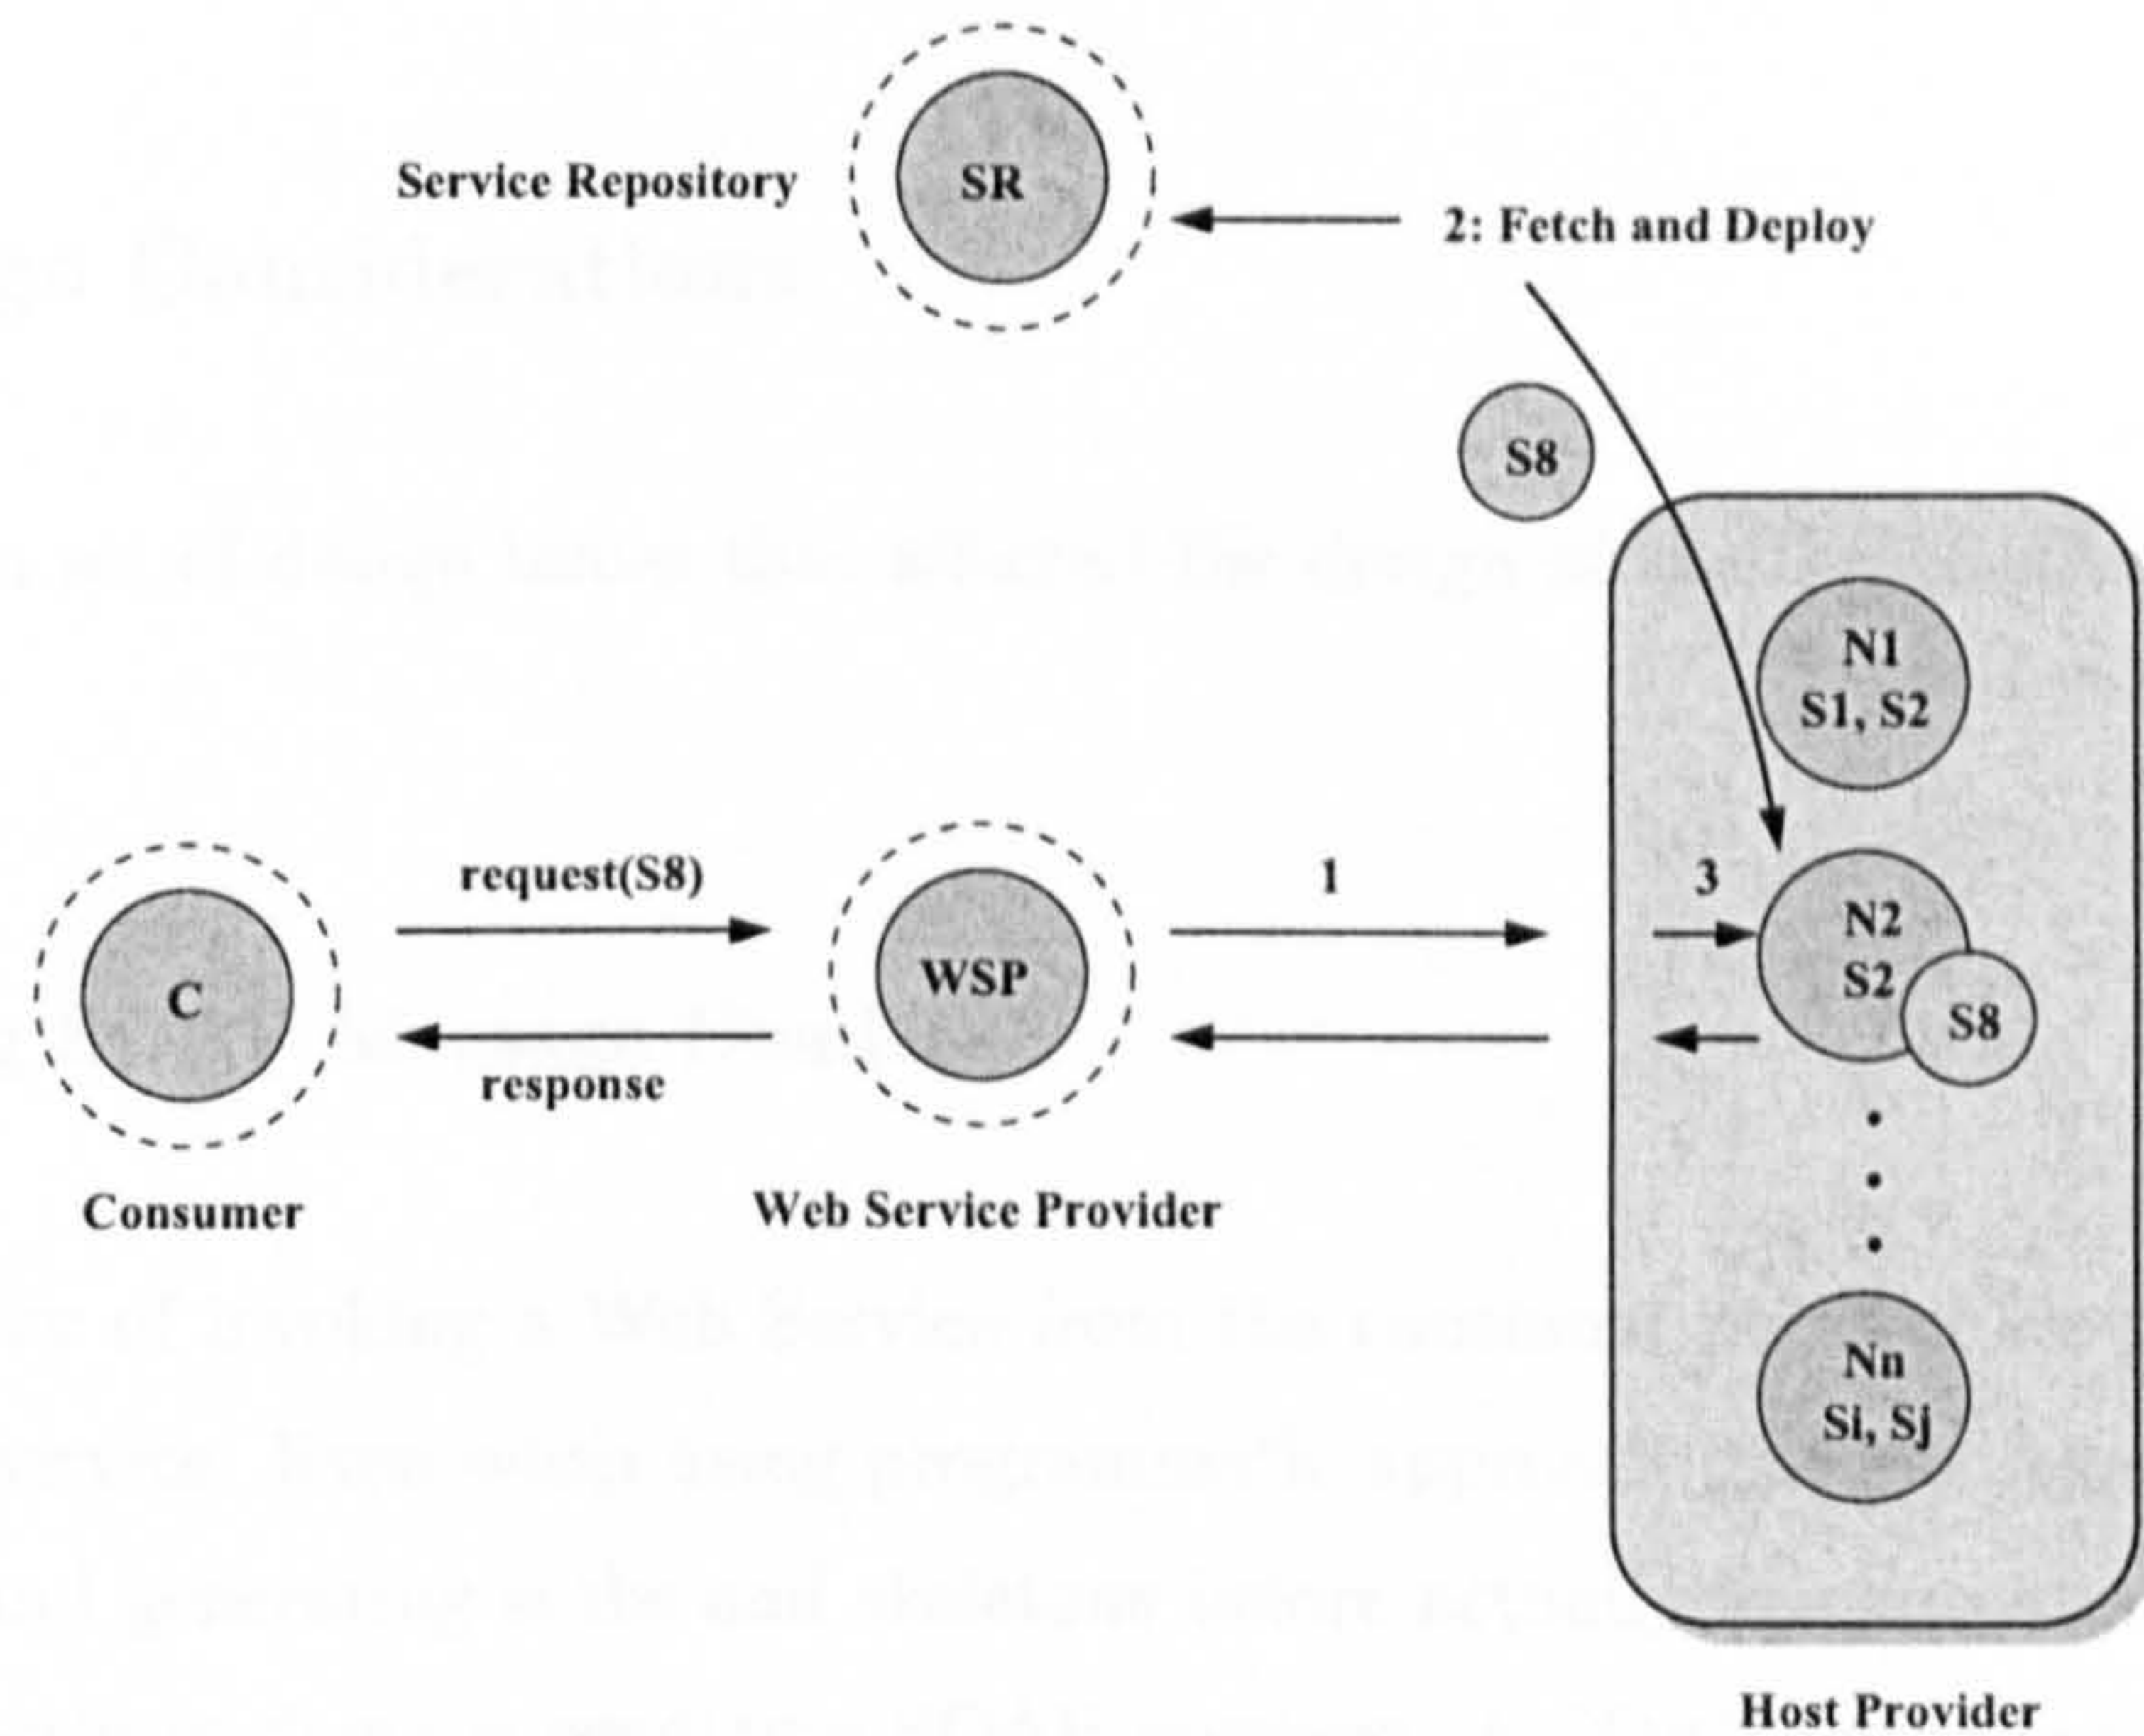 Service Repository
SR
2: Fetch and Deploy
S8
N1
S1, S2
request(S8)
1
3
N2
S2
S8
C
WSP
response
Consumer
Web Service Provider
Nn
Si, Sj
Host Provider